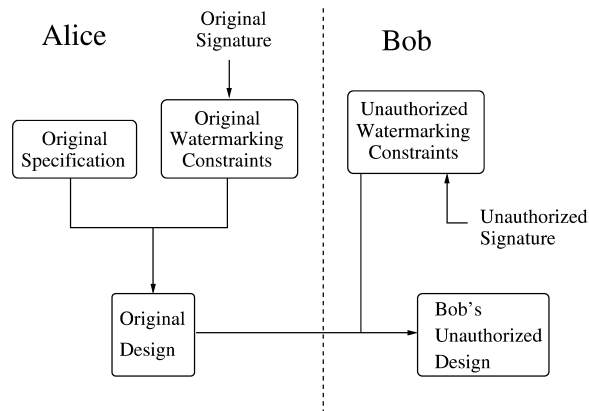 Alice
Original
Signature
Original
Specification
Original
Watermarking
Constraints
Original
Design
Bob
Unauthorized
Watermarking
Constraints
Unauthorized
Signature
Bob's
Unauthorized
Design